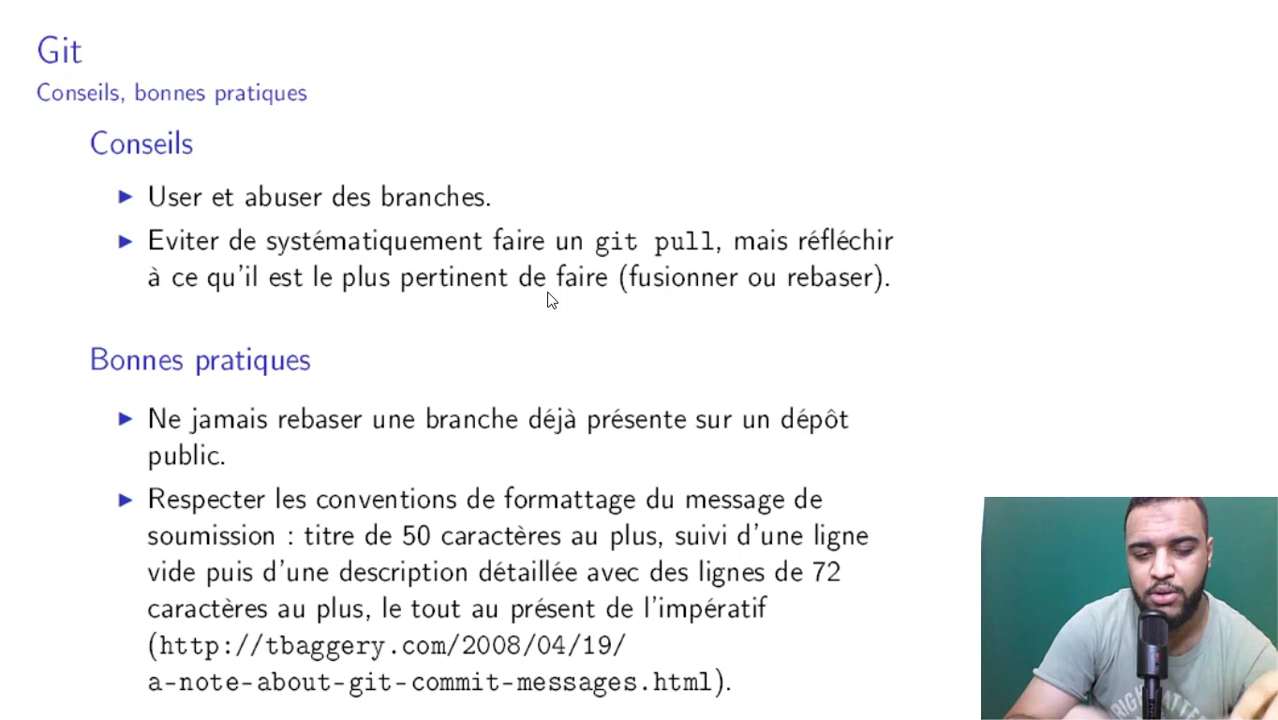 Git
Conseils, bonnes pratiques
Conseils
▶ User et abuser des branches.
▶ Eviter de systématiquement faire un git pull, mais réfléchir
à ce qu'il est le plus pertinent de faire (fusionner ou rebaser).
Bonnes pratiques
▶ Ne jamais rebaser une branche déjà présente sur un dépôt
public.
▶ Respecter les conventions de formattage du message de
soumission : titre de 50 caractères au plus, suivi d'une ligne
vide puis d'une description détaillée avec des lignes de 72
caractères au plus, le tout au présent de l'impératif
(http://tbaggery.com/2008/04/19/
a-note-about-git-commit-messages.html).